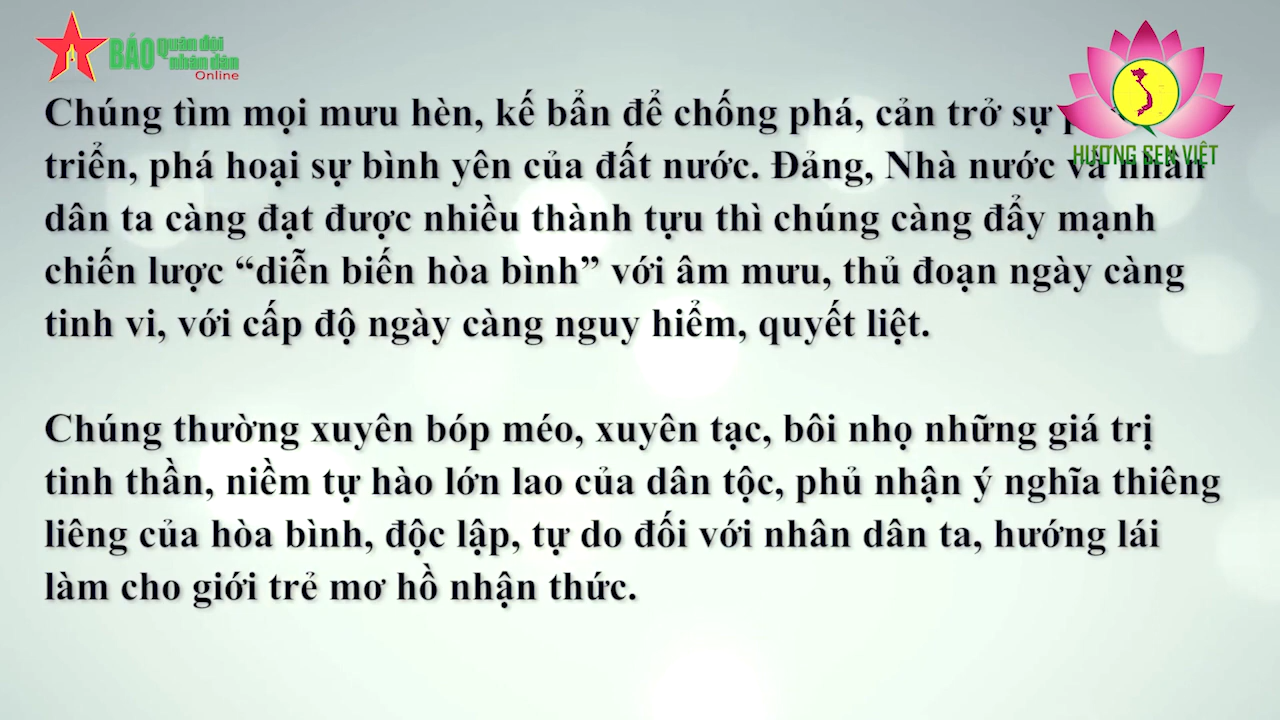 BÁO Quân đội
nhân dân
Online
HƯƠNG SEN VIỆT
Chúng tìm mọi mưu hèn, kế bẩn để chống phá, cản trở sự
triển, phá hoại sự bình yên của đất nước. Đảng, Nhà nước và nhân
dân ta càng đạt được nhiều thành tựu thì chúng càng đẩy mạnh
chiến lược “diễn biến hòa bình” với âm mưu, thủ đoạn ngày càng
tinh vi, với cấp độ ngày càng nguy hiểm, quyết liệt.
Chúng thường xuyên bóp méo, xuyên tạc, bôi nhọ những giá trị
tinh thần, niềm tự hào lớn lao của dân tộc, phủ nhận ý nghĩa thiêng
liêng của hòa bình, độc lập, tự do đối với nhân dân ta, hướng lái
làm cho giới trẻ mơ hồ nhận thức.